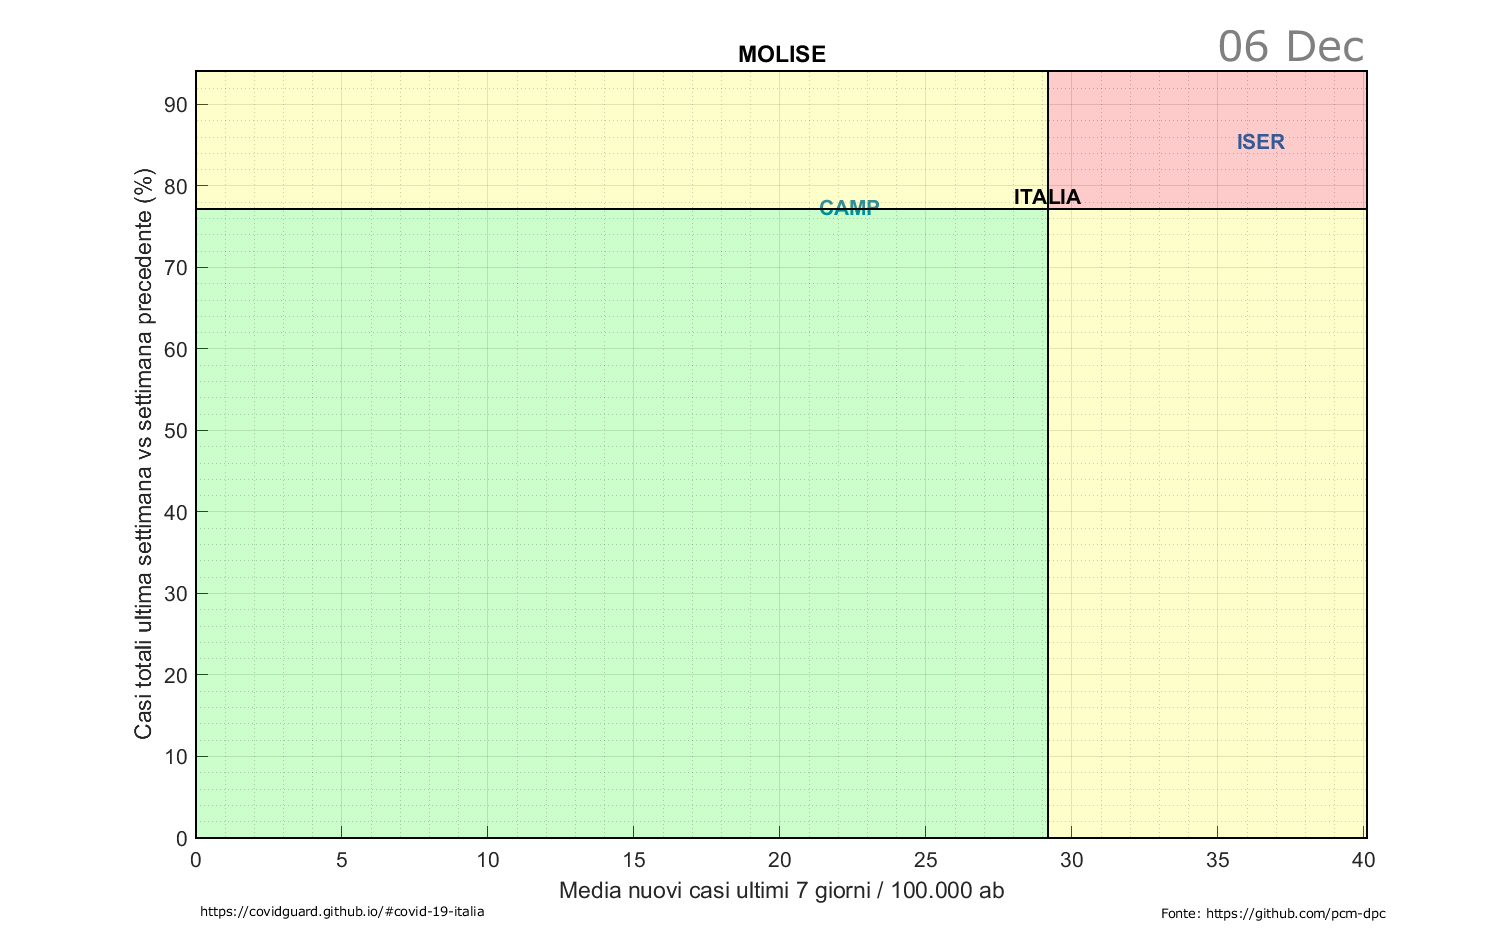 06 Dec
MOLISE
Casi totali ultima settimana vs settimana precedente (%)
90
80
70
60
50
40
30
20
10
0
ISER
ITALIA
CAMP
0 5 10 15 20 25 30 35 40
Media nuovi casi ultimi 7 giorni / 100.000 ab
https://covidguard.github.io/#covid-19-italia
Fonte: https://github.com/pcm-dpc